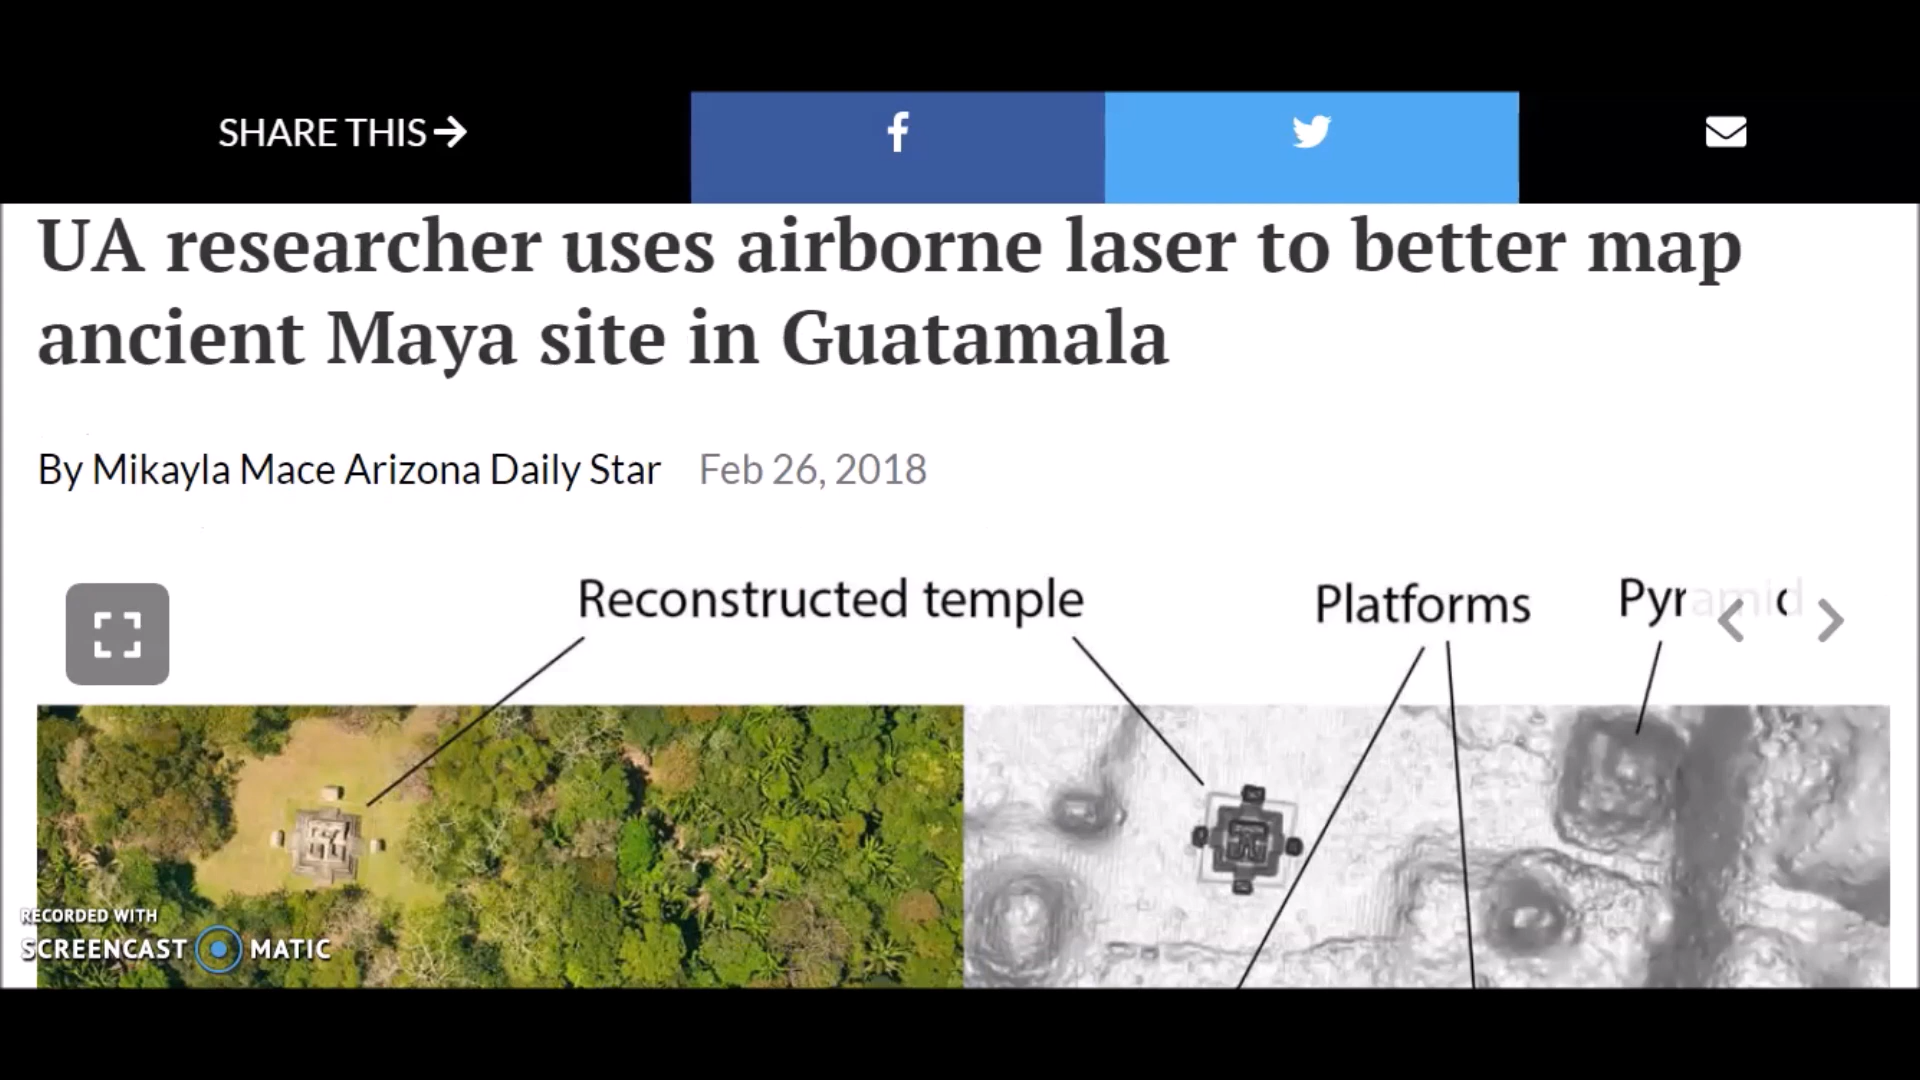 SHARE THIS
UA researcher uses airborne laser to better map
ancient Maya site in Guatamala
By Mikayla Mace Arizona Daily Star Feb 26, 2018
Reconstructed temple
Platforms
Pyramid
RECORDED WITH
SCREENCAST MATIC